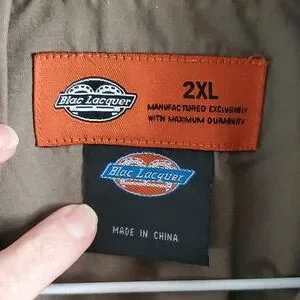 Blac Lacquer
2XL
MANUFACTURED EXCLUSIVELY
WITH MAXIMUM DURABILITY
Blac Lacquer
MADE IN CHINA